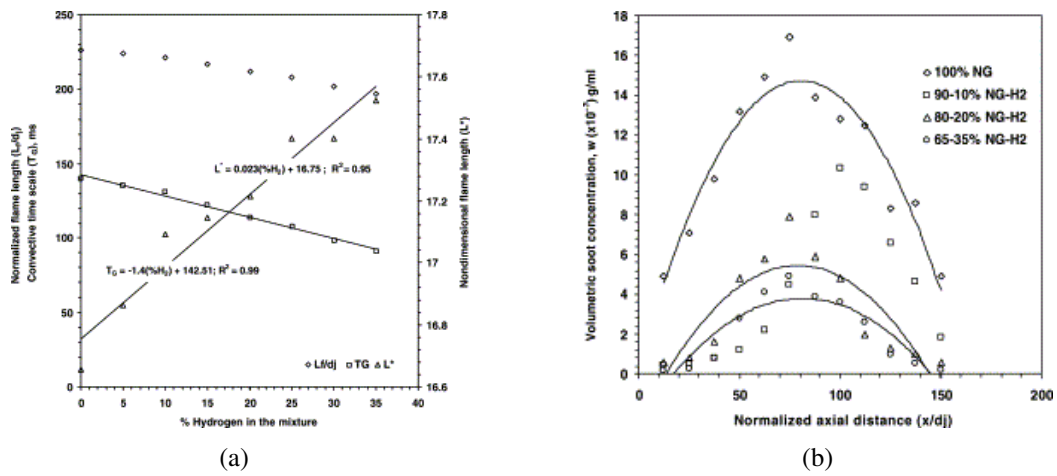 250
200
150
100
50
0
Normalized flame length (Lf/dj)
Convective time scale (TG), ms
17.8
17.6
17.4
17.2
17
16.8
16.6
Nondimensional flame length (L*)
L* = 0.023(%H2) + 16.75 ; R2 = 0.95
TG = -1.4(%H2) + 142.51; R2 = 0.99
Lf/dj TG L*
0 5 10 15 20 25 30 35 40
% Hydrogen in the mixture
(a)
18
16
14
12
10
8
6
4
2
0
Volumetric soot concentration, w (x10⁻⁷) g/ml
100% NG
90-10% NG-H2
80-20% NG-H2
65-35% NG-H2
0 50 100 150 200
Normalized axial distance (x/dj)
(b)